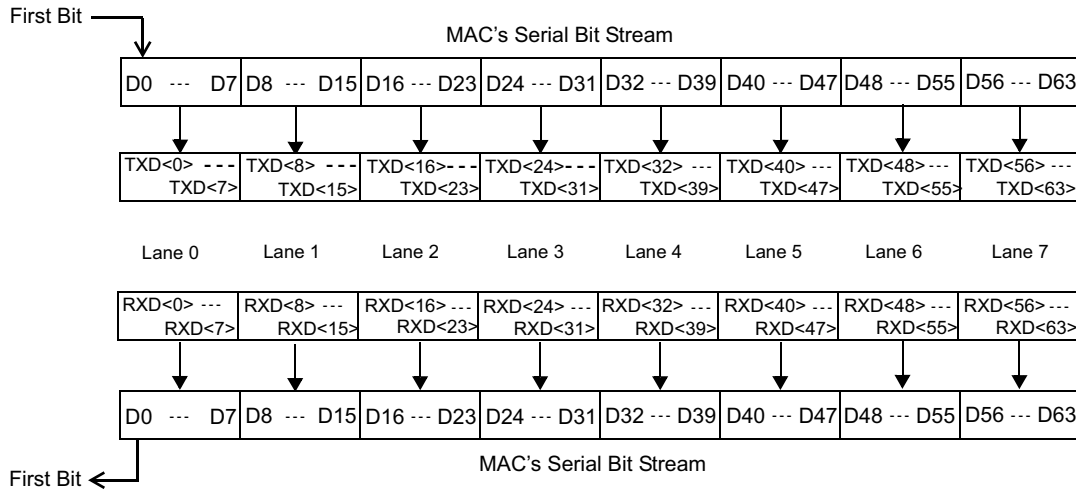 First Bit
MAC's Serial Bit Stream
D0 --- D7 D8 --- D15 D16 --- D23 D24 --- D31 D32 --- D39 D40 --- D47 D48 --- D55 D56 --- D63
TXD<0> --- TXD<8> --- TXD<16>--- TXD<24>--- TXD<32> --- TXD<40> --- TXD<48> --- TXD<56> ---
TXD<7> TXD<15> TXD<23> TXD<31> TXD<39> TXD<47> TXD<55> TXD<63>
Lane 0 Lane 1 Lane 2 Lane 3 Lane 4 Lane 5 Lane 6 Lane 7
RXD<0> --- RXD<8> --- RXD<16> --- RXD<24> --- RXD<32> --- RXD<40> --- RXD<48> --- RXD<56> ---
RXD<7> RXD<15> RXD<23> RXD<31> RXD<39> RXD<47> RXD<55> RXD<63>
D0 --- D7 D8 --- D15 D16 --- D23 D24 --- D31 D32 --- D39 D40 --- D47 D48 --- D55 D56 --- D63
MAC's Serial Bit Stream
First Bit